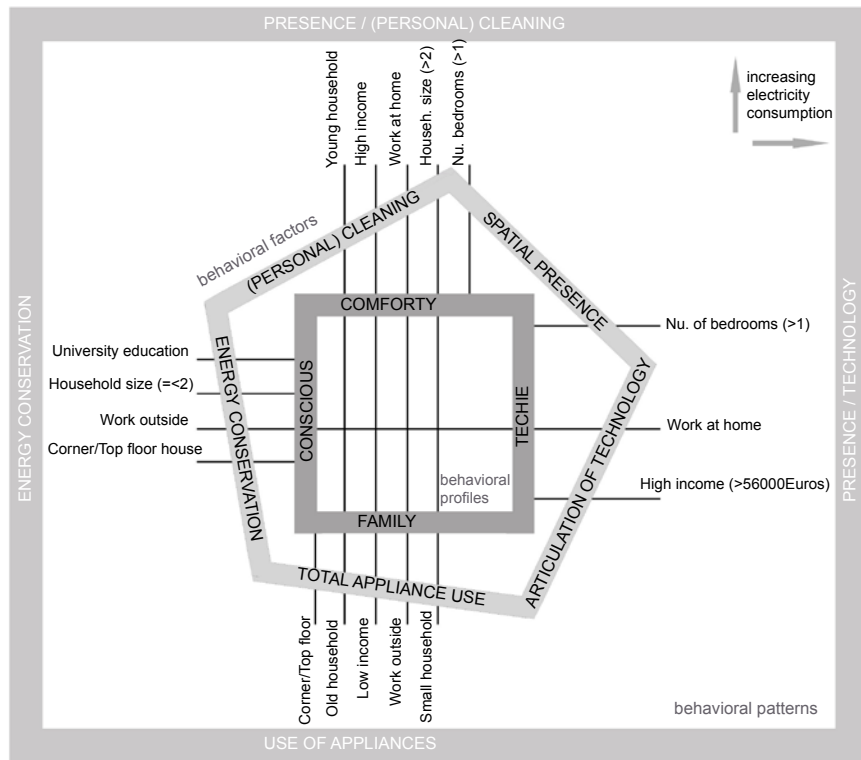 PRESENCE / (PERSONAL) CLEANING
Young household
High income
Work at home
Househ. size (>2)
Nu. bedrooms (>1)
increasing
electricity
consumption
behavioral factors
(PERSONAL) CLEANING
SPATIAL PRESENCE
ENERGY CONSERVATION
PRESENCE / TECHNOLOGY
COMFORTY
Nu. of bedrooms (>1)
University education
Household size (=<2)
Work outside
Corner/Top floor house
ENERGY CONSERVATION
CONSCIOUS
TECHIE
ARTICULATION OF TECHNOLOGY
Work at home
High income (>56000Euros)
behavioral
profiles
FAMILY
TOTAL APPLIANCE USE
Corner/Top floor
Old household
Low income
Work outside
Small household
behavioral patterns
USE OF APPLIANCES